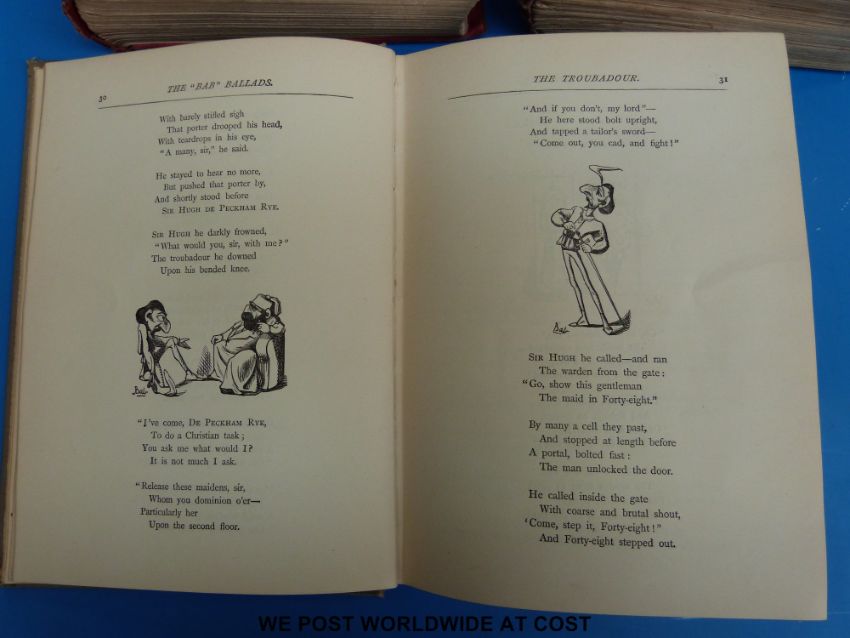 30
THE "BAB" BALLADS.
With barely stifled sigh
That porter drooped his head,
With teardrops in his eye,
"A many, sir," he said.
He stayed to hear no more,
But pushed that porter by,
And shortly stood before
SIR HUGH DE PECKHAM RYE.
SIR HUGH he darkly frowned,
"What would you, sir, with me?"
The troubadour he downed
Upon his bended knee.
Bab
"I've come, DE PECKHAM RYE,
To do a Christian task;
You ask me what would I?
It is not much I ask.
"Release these maidens, sir,
Whom you dominion o'er—
Particularly her
Upon the second floor.
THE TROUBADOUR.
31
"And if you don't, my lord"—
He here stood bolt upright,
And tapped a tailor's sword—
"Come out, you cad, and fight!"
Bab
SIR HUGH he called—and ran
The warden from the gate:
"Go, show this gentleman
The maid in Forty-eight."
By many a cell they past,
And stopped at length before
A portal, bolted fast:
The man unlocked the door.
He called inside the gate
With coarse and brutal shout,
'Come, step it, Forty-eight!"
And Forty-eight stepped out.
WE POST WORLDWIDE AT COST